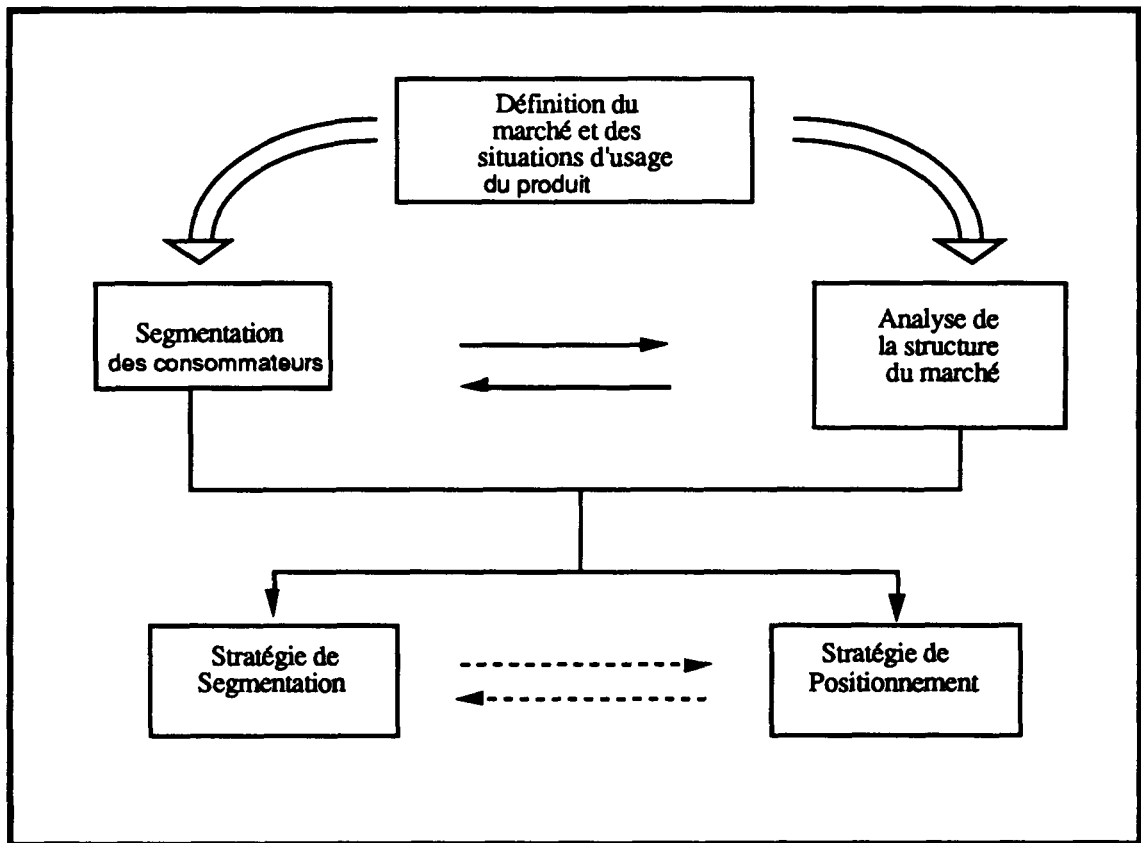 Définition du
marché et des
situations d'usage
du produit
Segmentation
des consommateurs
Analyse de
la structure
du marché
Stratégie de
Segmentation
Stratégie de
Positionnement